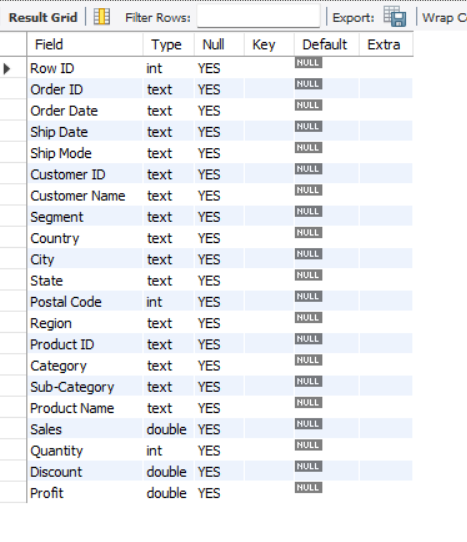 Result Grid Filter Rows: Export: Wrap C
Field Type Null Key Default Extra
Row ID int YES NULL
Order ID text YES NULL
Order Date text YES NULL
Ship Date text YES NULL
Ship Mode text YES NULL
Customer ID text YES NULL
Customer Name text YES NULL
Segment text YES NULL
Country text YES NULL
City text YES NULL
State text YES NULL
Postal Code int YES NULL
Region text YES NULL
Product ID text YES NULL
Category text YES NULL
Sub-Category text YES NULL
Product Name text YES NULL
Sales double YES NULL
Quantity int YES NULL
Discount double YES NULL
Profit double YES NULL